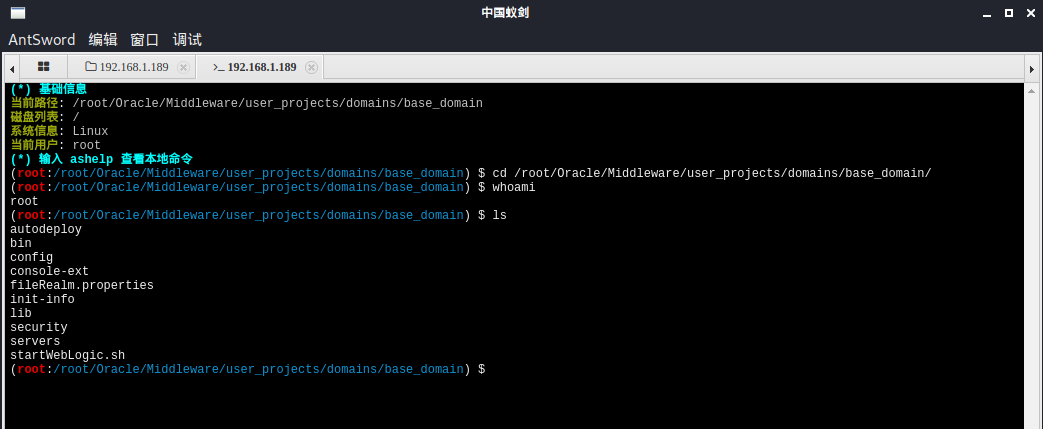 中国蚁剑
AntSword 编辑 窗口 调试
192.168.1.189 >_ 192.168.1.189
(*) 基础信息
当前路径: /root/Oracle/Middleware/user_projects/domains/base_domain
磁盘列表: /
系统信息: Linux
当前用户: root
(*) 输入 ashelp 查看本地命令
(root:/root/Oracle/Middleware/user_projects/domains/base_domain) $ cd /root/Oracle/Middleware/user_projects/domains/base_domain/
(root:/root/Oracle/Middleware/user_projects/domains/base_domain) $ whoami
root
(root:/root/Oracle/Middleware/user_projects/domains/base_domain) $ ls
autodeploy
bin
config
console-ext
fileRealm.properties
init-info
lib
security
servers
startWebLogic.sh
(root:/root/Oracle/Middleware/user_projects/domains/base_domain) $